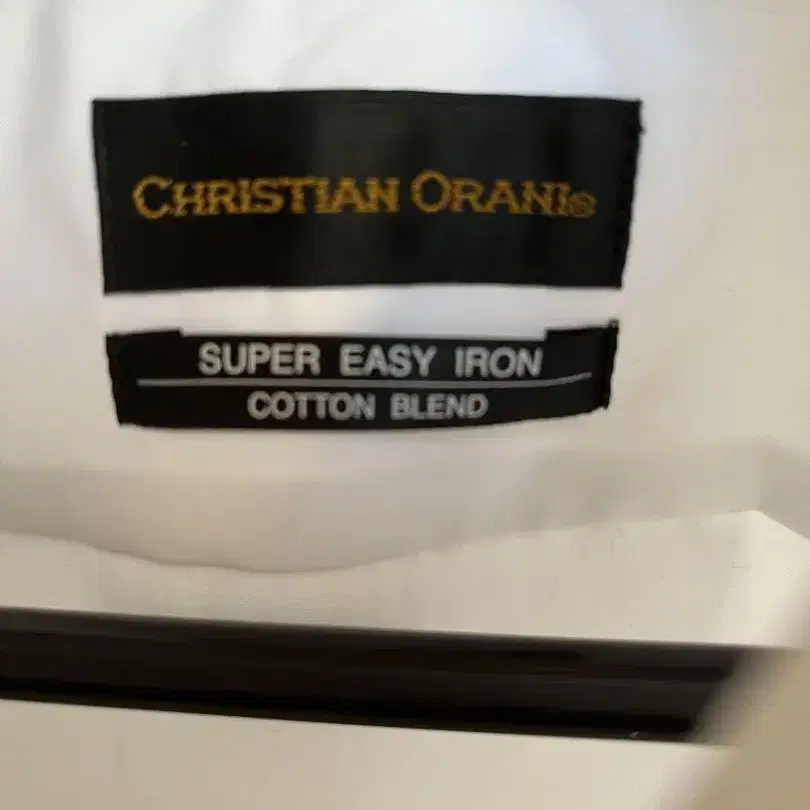 CHRISTIAN ORANI®
SUPER EASY IRON
COTTON BLEND